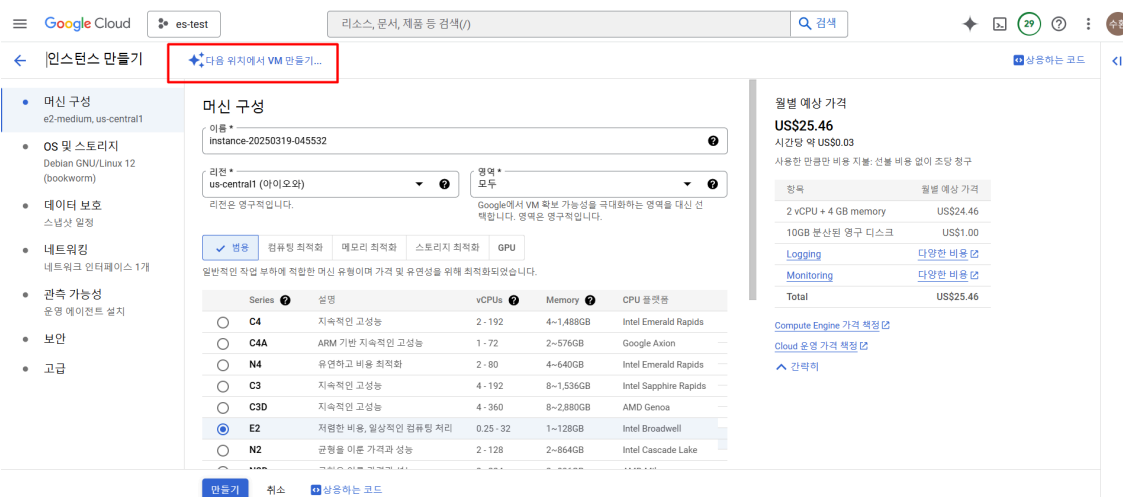 Google Cloud
es-test
리소스, 문서, 제품 등 검색(/)
검색
29
수환
인스턴스 만들기
다음 위치에서 VM 만들기...
상응하는 코드
머신 구성
e2-medium, us-central1
OS 및 스토리지
Debian GNU/Linux 12
(bookworm)
데이터 보호
스냅샷 일정
네트워킹
네트워크 인터페이스 1개
관측 가능성
운영 에이전트 설치
보안
고급
머신 구성
이름 *
instance-20250319-045532
리전 *
us-central1 (아이오와)
리전은 영구적입니다.
영역 *
모두
Google에서 VM 확보 가능성을 극대화하는 영역을 대신 선
택합니다. 영역은 영구적입니다.
범용 컴퓨팅 최적화 메모리 최적화 스토리지 최적화 GPU
일반적인 작업 부하에 적합한 머신 유형이며 가격 및 유연성을 위해 최적화되었습니다.
Series 설명 vCPUs Memory CPU 플랫폼
C4 지속적인 고성능 2 - 192 4~1,488GB Intel Emerald Rapids
C4A ARM 기반 지속적인 고성능 1 - 72 2~576GB Google Axion
N4 유연하고 비용 최적화 2 - 80 4~640GB Intel Emerald Rapids
C3 지속적인 고성능 4 - 192 8~1,536GB Intel Sapphire Rapids
C3D 지속적인 고성능 4 - 360 8~2,880GB AMD Genoa
E2 저렴한 비용, 일상적인 컴퓨팅 처리 0.25 - 32 1~128GB Intel Broadwell
N2 균형을 이룬 가격과 성능 2 - 128 2~864GB Intel Cascade Lake
만들기 취소 상응하는 코드
월별 예상 가격
US$25.46
시간당 약 US$0.03
사용한 만큼만 비용 지불: 선불 비용 없이 초당 청구
항목 월별 예상 가격
2 vCPU + 4 GB memory US$24.46
10GB 분산된 영구 디스크 US$1.00
Logging 다양한 비용
Monitoring 다양한 비용
Total US$25.46
Compute Engine 가격 책정
Cloud 운영 가격 책정
간략히